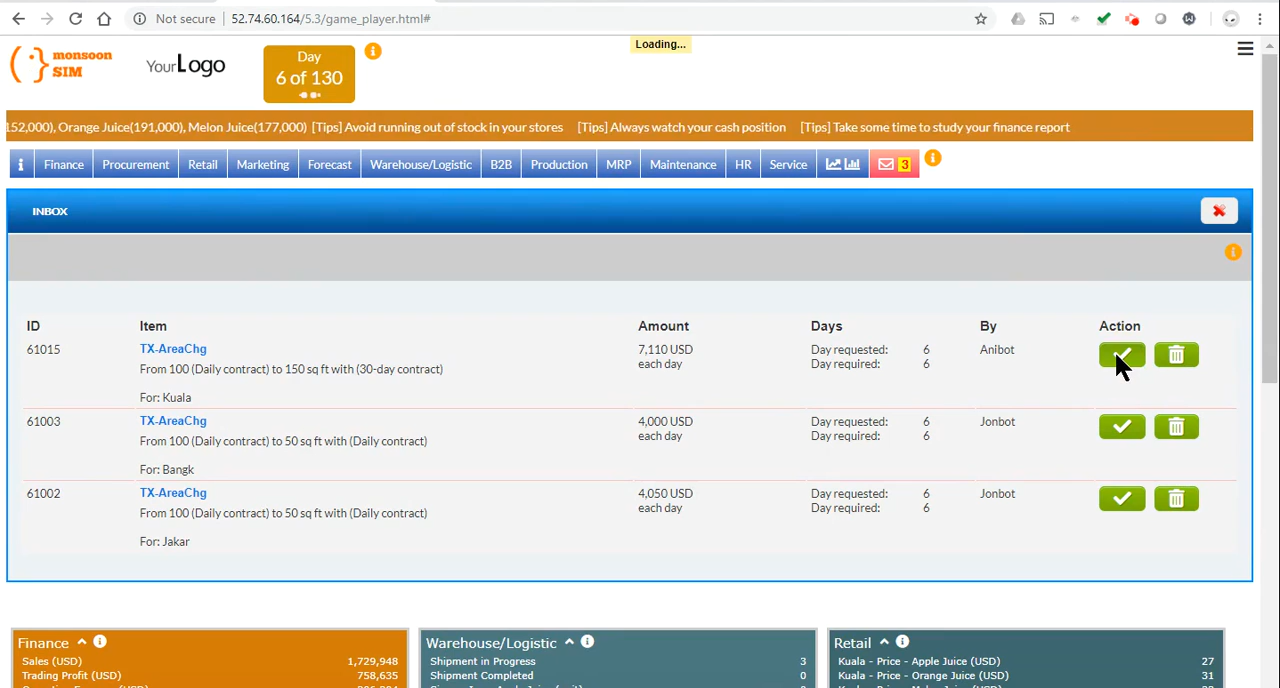 Not secure | 52.74.60.164/5.3/game_player.html#
Loading...
monsoon
SIM
YourLogo
Day
6 of 130
152,000), Orange Juice(191,000), Melon Juice(177,000) [Tips] Avoid running out of stock in your stores [Tips] Always watch your cash position [Tips] Take some time to study your finance report
Finance Procurement Retail Marketing Forecast Warehouse/Logistic B2B Production MRP Maintenance HR Service 3
INBOX
ID Item Amount Days By Action
61015 TX-AreaChg 7,110 USD Day requested: 6 Anibot
From 100 (Daily contract) to 150 sq ft with (30-day contract) each day Day required: 6
For: Kuala
61003 TX-AreaChg 4,000 USD Day requested: 6 Jonbot
From 100 (Daily contract) to 50 sq ft with (Daily contract) each day Day required: 6
For: Bangk
61002 TX-AreaChg 4,050 USD Day requested: 6 Jonbot
From 100 (Daily contract) to 50 sq ft with (Daily contract) each day Day required: 6
For: Jakar
Finance Warehouse/Logistic Retail
Sales (USD) 1,729,948 Shipment in Progress 3 Kuala - Price - Apple Juice (USD) 27
Trading Profit (USD) 758,635 Shipment Completed 0 Kuala - Price - Orange Juice (USD) 31